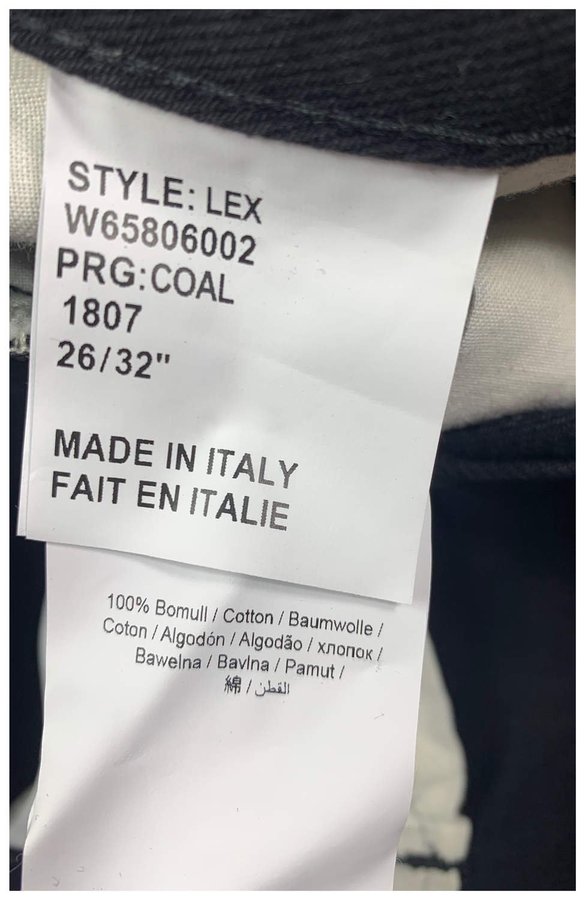 STYLE: LEX
W65806002
PRG:COAL
1807
26/32"
MADE IN ITALY
FAIT EN ITALIE
100% Bomull / Cotton / Baumwolle /
Coton / Algodón / Algodão / хлопок /
Bawelna / Bavlna / Pamut /
綿 / القطن